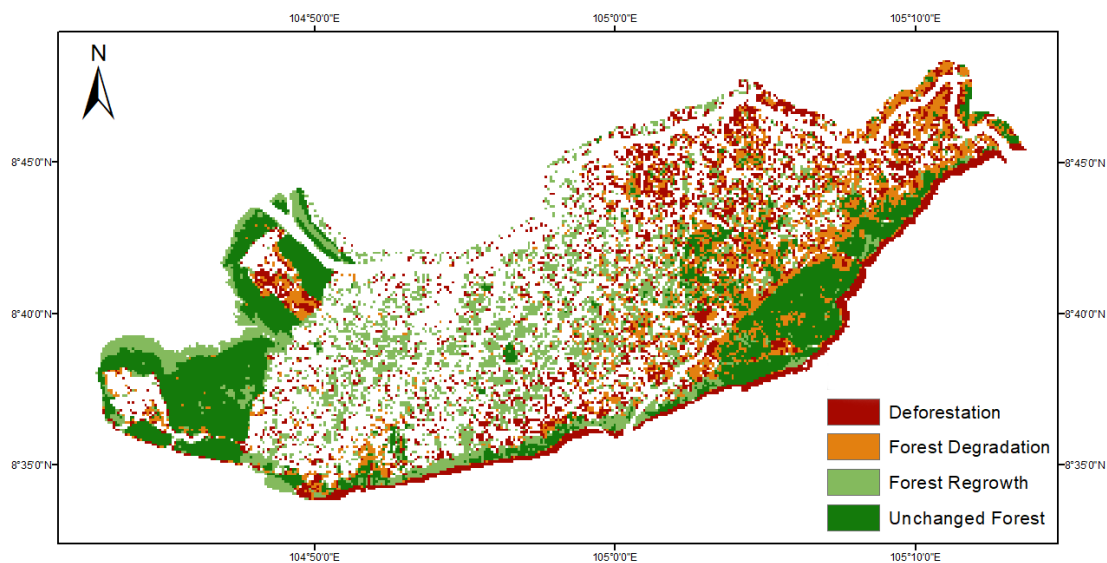 104°50'0"E 105°0'0"E 105°10'0"E
N
8°45'0"N 8°45'0"N
8°40'0"N 8°40'0"N
Deforestation
Forest Degradation
8°35'0"N 8°35'0"N
Forest Regrowth
Unchanged Forest
104°50'0"E 105°0'0"E 105°10'0"E